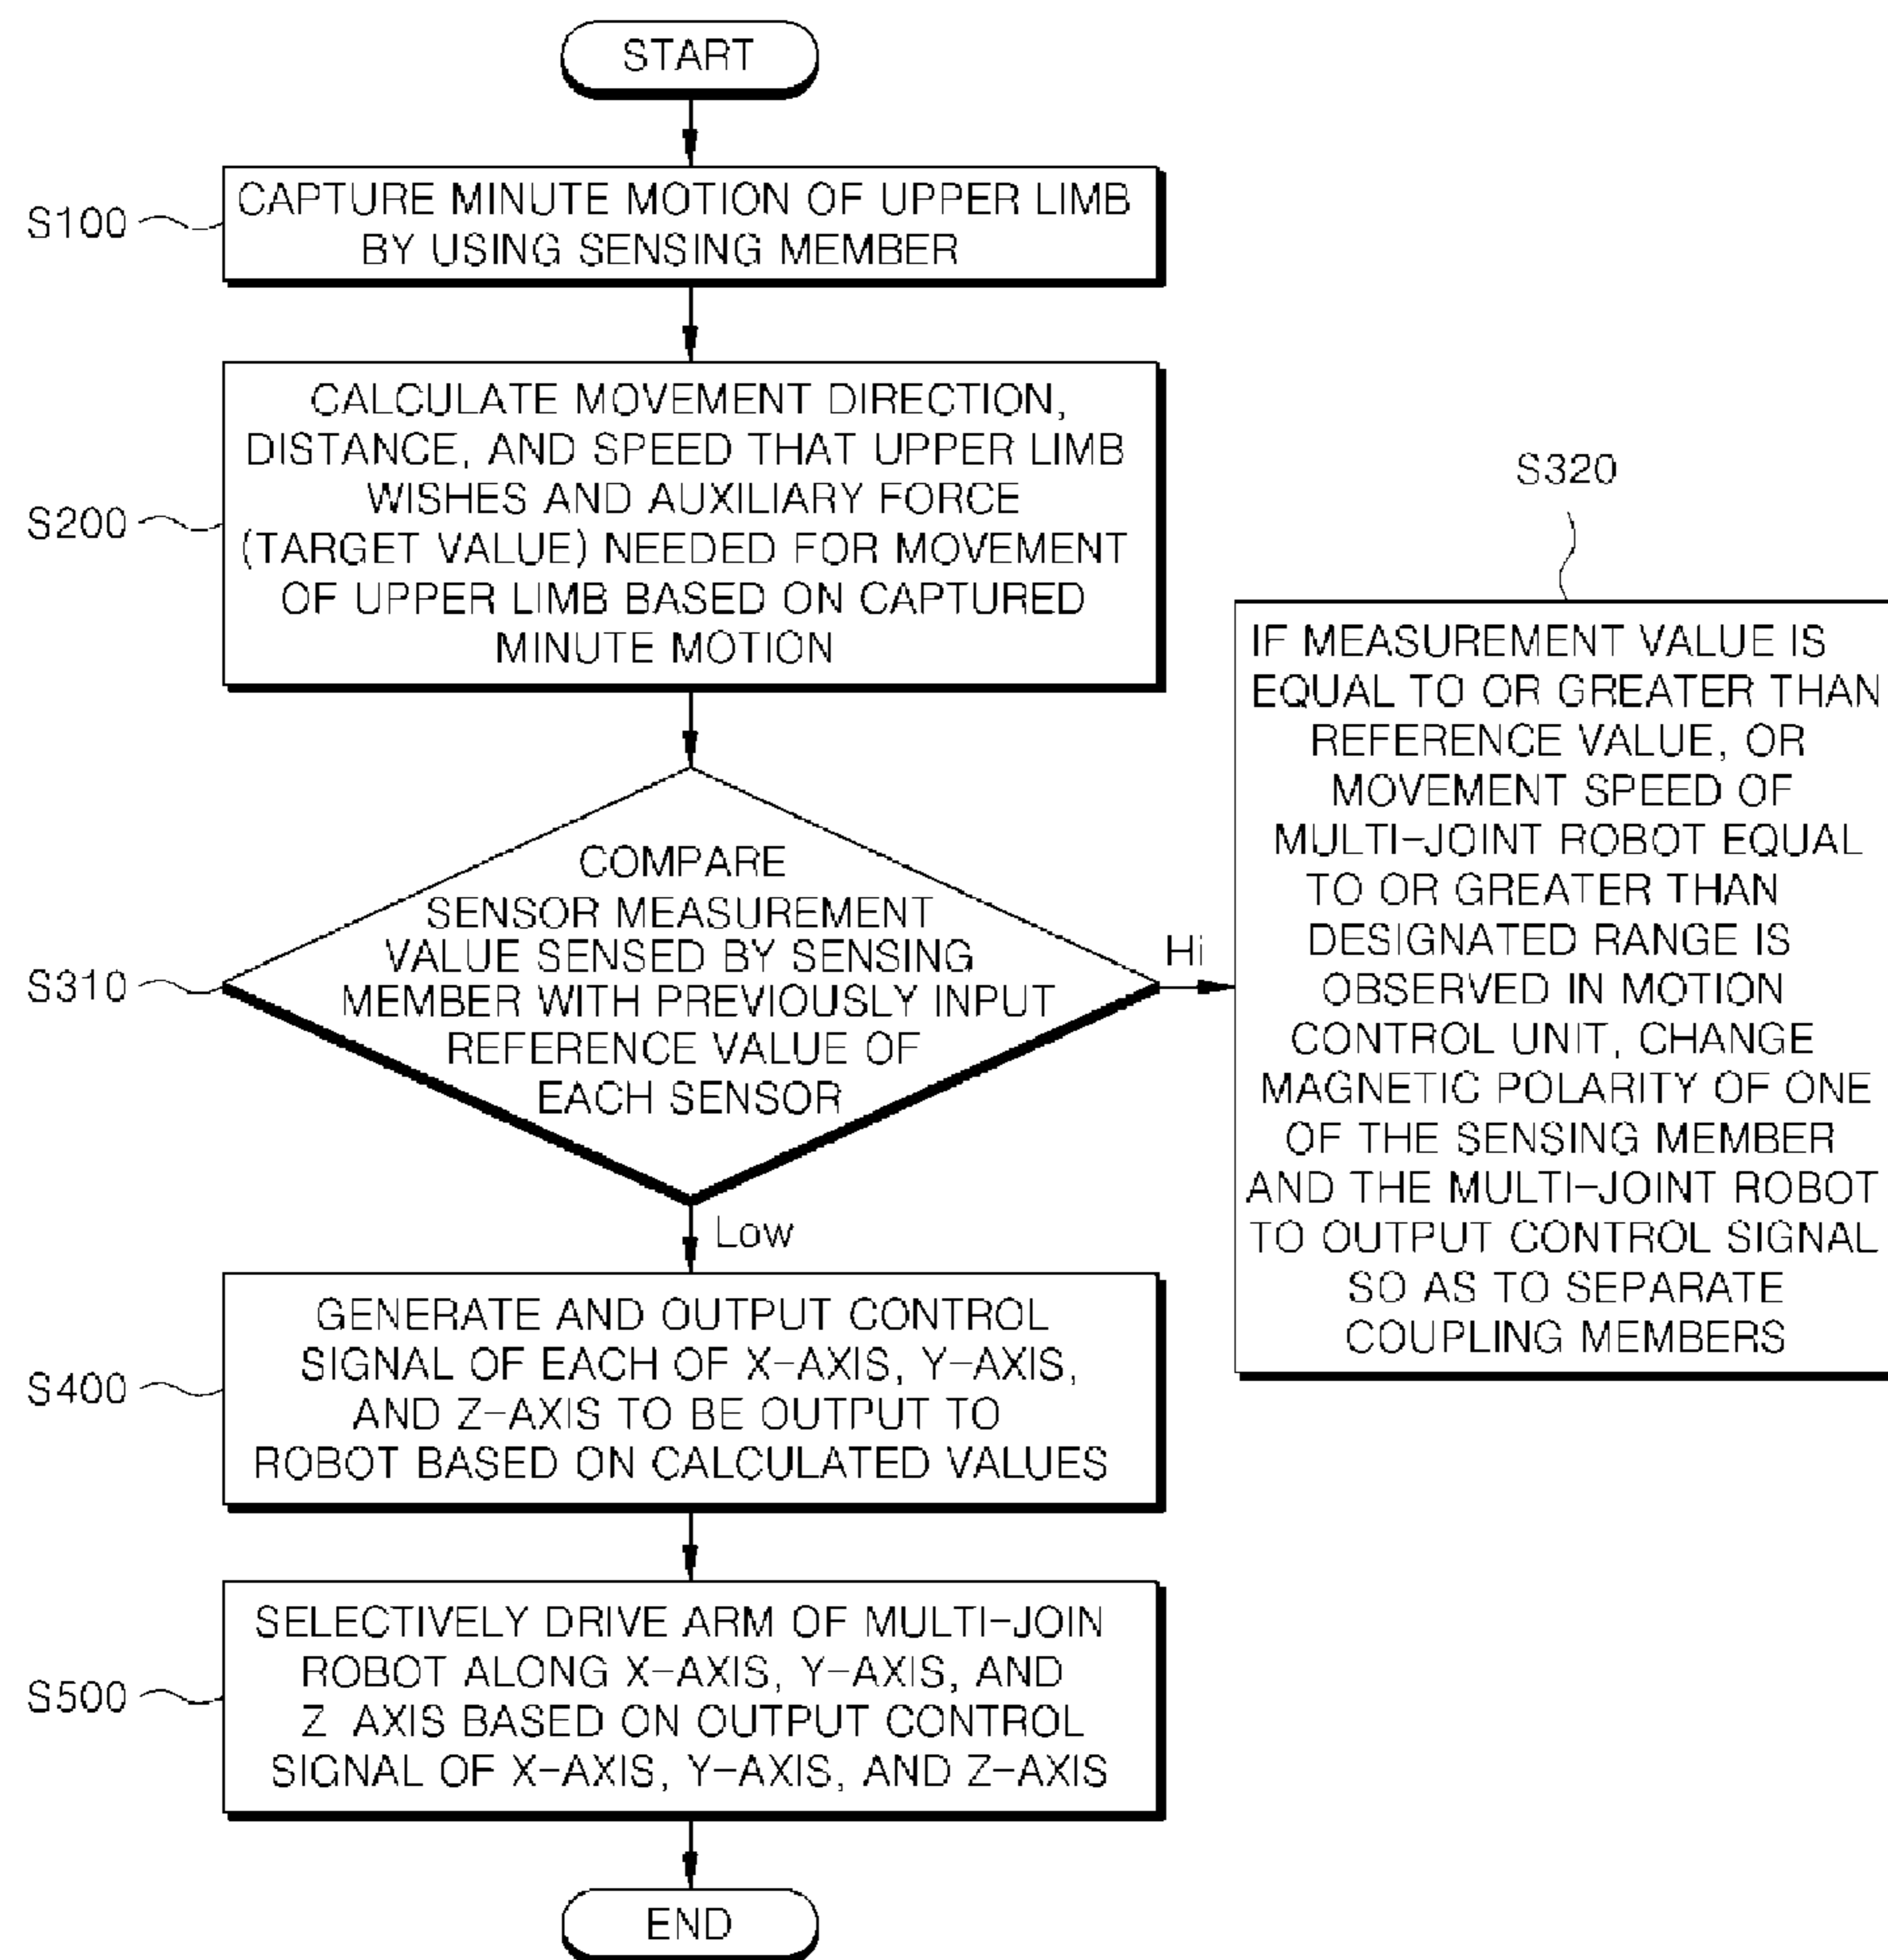 START
S100
CAPTURE MINUTE MOTION OF UPPER LIMB
BY USING SENSING MEMBER
S200
CALCULATE MOVEMENT DIRECTION,
DISTANCE, AND SPEED THAT UPPER LIMB
WISHES AND AUXILIARY FORCE
(TARGET VALUE) NEEDED FOR MOVEMENT
OF UPPER LIMB BASED ON CAPTURED
MINUTE MOTION
S310
COMPARE
SENSOR MEASUREMENT
VALUE SENSED BY SENSING
MEMBER WITH PREVIOUSLY INPUT
REFERENCE VALUE OF
EACH SENSOR
Hi
S320
IF MEASUREMENT VALUE IS
EQUAL TO OR GREATER THAN
REFERENCE VALUE, OR
MOVEMENT SPEED OF
MULTI-JOINT ROBOT EQUAL
TO OR GREATER THAN
DESIGNATED RANGE IS
OBSERVED IN MOTION
CONTROL UNIT, CHANGE
MAGNETIC POLARITY OF ONE
OF THE SENSING MEMBER
AND THE MULTI-JOINT ROBOT
TO OUTPUT CONTROL SIGNAL
SO AS TO SEPARATE
COUPLING MEMBERS
Low
S400
GENERATE AND OUTPUT CONTROL
SIGNAL OF EACH OF X-AXIS, Y-AXIS,
AND Z-AXIS TO BE OUTPUT TO
ROBOT BASED ON CALCULATED VALUES
S500
SELECTIVELY DRIVE ARM OF MULTI-JOIN
ROBOT ALONG X-AXIS, Y-AXIS, AND
Z AXIS BASED ON OUTPUT CONTROL
SIGNAL OF X-AXIS, Y-AXIS, AND Z-AXIS
END